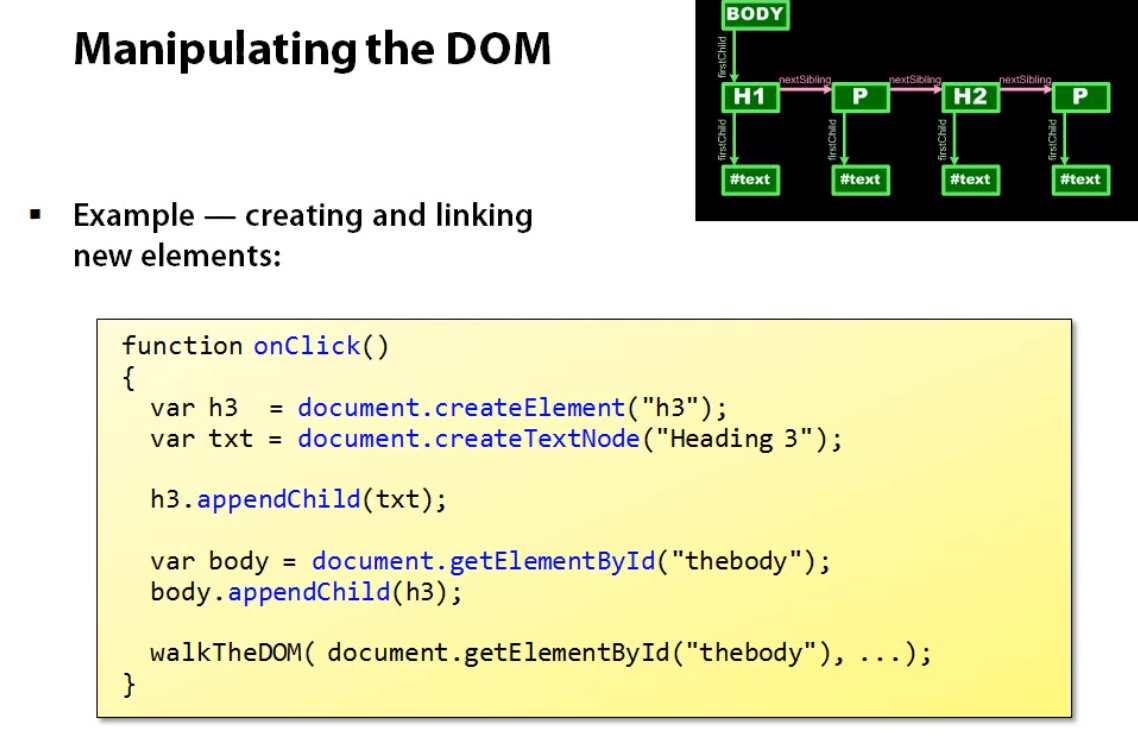 Manipulating the DOM
BODY
firstChild
nextSibling nextSibling nextSibling
H1 P H2 P
firstChild firstChild firstChild firstChild
#text #text #text #text
▪ Example — creating and linking
new elements:
function onClick()
{
  var h3  = document.createElement("h3");
  var txt = document.createTextNode("Heading 3");
  h3.appendChild(txt);
  var body = document.getElementById("thebody");
  body.appendChild(h3);
  walkTheDOM( document.getElementById("thebody"), ...);
}